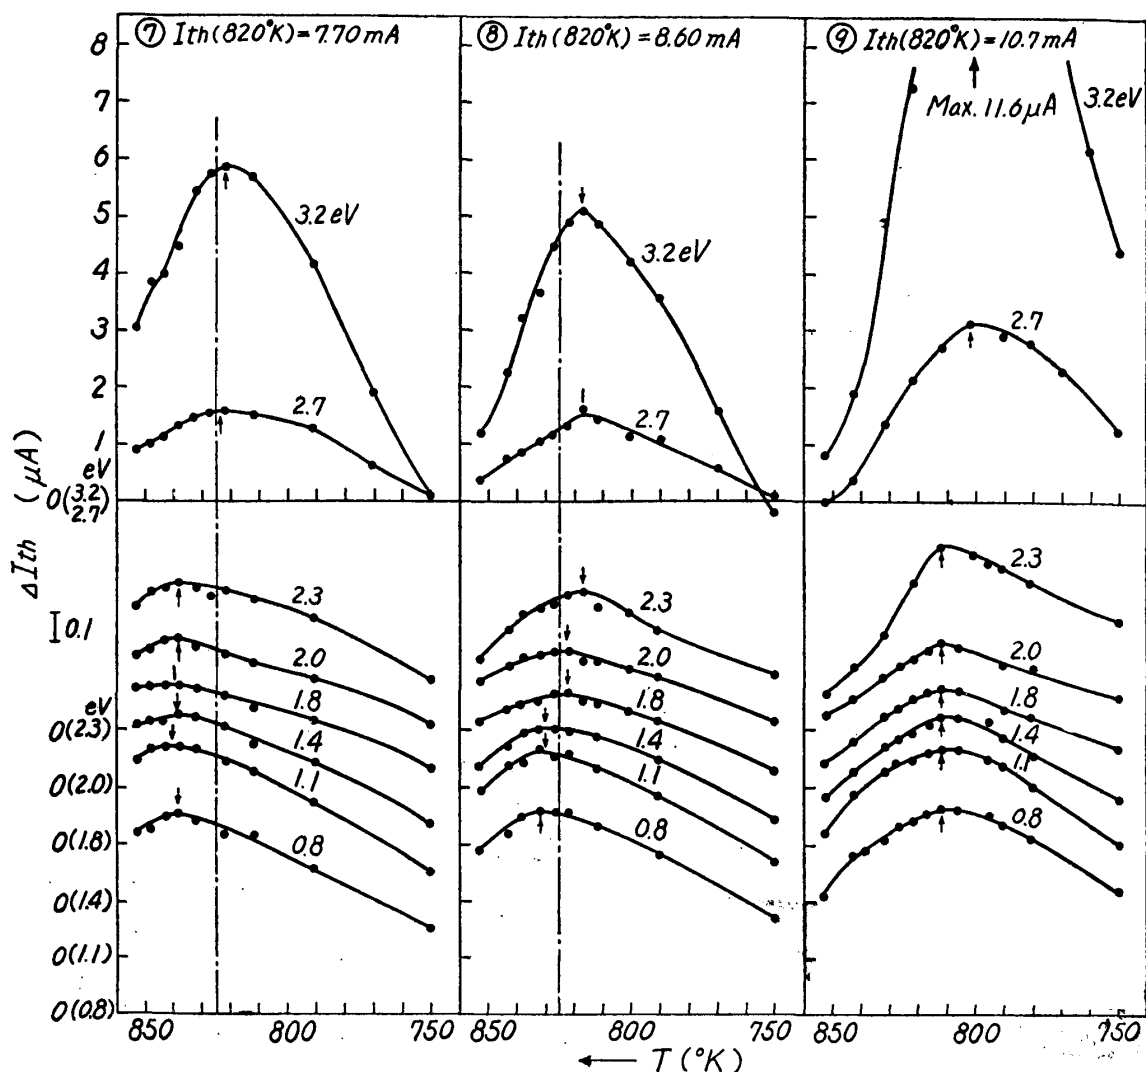 ⑦ Ith(820°K)=7.70 mA
⑧ Ith(820°K)=8.60 mA
⑨ Ith(820°K)=10.7 mA
Max. 11.6 μA
3.2 eV
2.7
3.2 eV
2.7
3.2 eV
2.7
8
7
6
5
4
3
2
1
eV
0(3.2
2.7)
ΔIth (μA)
0.1
eV
0(2.3)
0(2.0)
0(1.8)
0(1.4)
0(1.1)
0(0.8)
2.3
2.0
1.8
1.4
1.1
0.8
2.3
2.0
1.8
1.4
1.1
0.8
2.3
2.0
1.8
1.4
1.1
0.8
850 800 750
850 800 750
850 800 750
← T (°K)